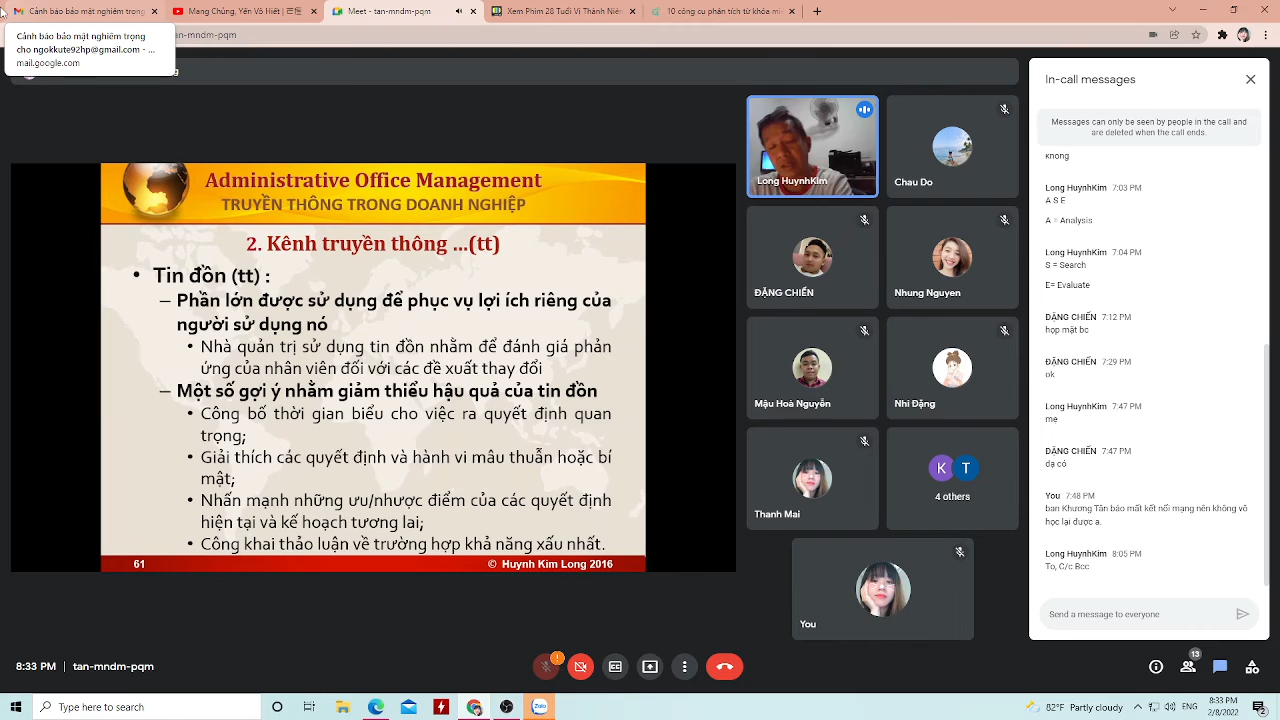 Cảnh báo bảo mật nghiêm trọng
Mang Chủng Yêu Vô Hiết
Meet - tan-mndm-pqm
Xem Phim 28 Tuổi Vị Thành Niên
10 công cụ phân tích từ khóa miễ
Cảnh báo bảo mật nghiêm trọng
cho ngokkute92hp@gmail.com - ...
mail.google.com
tan-mndm-pqm
Administrative Office Management
TRUYỀN THÔNG TRONG DOANH NGHIỆP
2. Kênh truyền thông ...(tt)
• Tin đồn (tt) :
– Phần lớn được sử dụng để phục vụ lợi ích riêng của
người sử dụng nó
• Nhà quản trị sử dụng tin đồn nhằm để đánh giá phản
ứng của nhân viên đối với các đề xuất thay đổi
– Một số gợi ý nhằm giảm thiểu hậu quả của tin đồn
• Công bố thời gian biểu cho việc ra quyết định quan
trọng;
• Giải thích các quyết định và hành vi mâu thuẫn hoặc bí
mật;
• Nhấn mạnh những ưu/nhược điểm của các quyết định
hiện tại và kế hoạch tương lai;
• Công khai thảo luận về trường hợp khả năng xấu nhất.
61
© Huynh Kim Long 2016
Long HuynhKim
Chau Do
ĐẶNG CHIẾN
Nhung Nguyen
Mậu Hoà Nguyễn
Nhi Đặng
Thanh Mai
K T
4 others
You
In-call messages
Messages can only be seen by people in the call and
are deleted when the call ends.
knong
Long HuynhKim 7:03 PM
A S E
A = Analysis
Long HuynhKim 7:04 PM
S = Search
E= Evaluate
ĐẶNG CHIẾN 7:12 PM
họp mặt bc
ĐẶNG CHIẾN 7:29 PM
ok
Long HuynhKim 7:47 PM
mẹ
ĐẶNG CHIẾN 7:47 PM
dạ có
You 7:48 PM
bạn Khương Tân báo mất kết nối mạng nên không vô
học lại được ạ.
Long HuynhKim 8:05 PM
To, C/c Bcc
Send a message to everyone
8:33 PM | tan-mndm-pqm
13
Type here to search
Zalo
82°F Partly cloudy
8:33 PM
2/8/2022
2